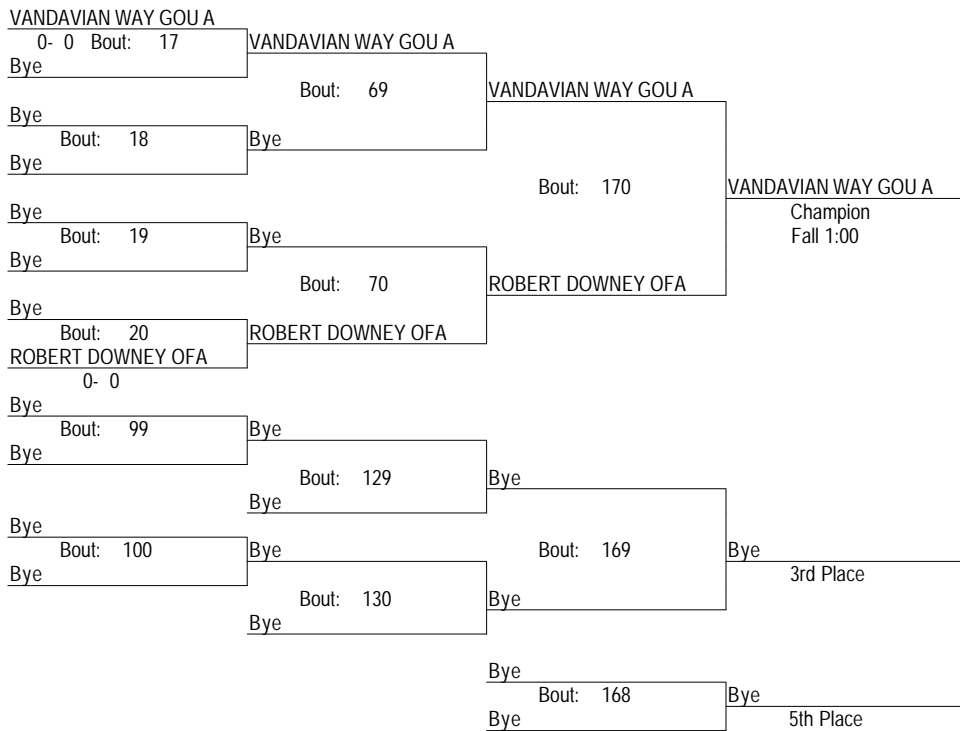 VANDAVIAN WAY GOU A
0- 0 Bout: 17
VANDAVIAN WAY GOU A
Bye
Bout: 69
VANDAVIAN WAY GOU A
Bye
Bout: 18
Bye
Bye
Bout: 170
VANDAVIAN WAY GOU A
Champion
Fall 1:00
Bye
Bout: 19
Bye
Bye
Bout: 70
ROBERT DOWNEY OFA
Bye
Bout: 20
ROBERT DOWNEY OFA
ROBERT DOWNEY OFA
0- 0
Bye
Bout: 99
Bye
Bye
Bout: 129
Bye
Bye
Bye
Bout: 100
Bye
Bye
Bout: 169
Bye
3rd Place
Bout: 130
Bye
Bye
Bye
Bout: 168
Bye
Bye
5th Place